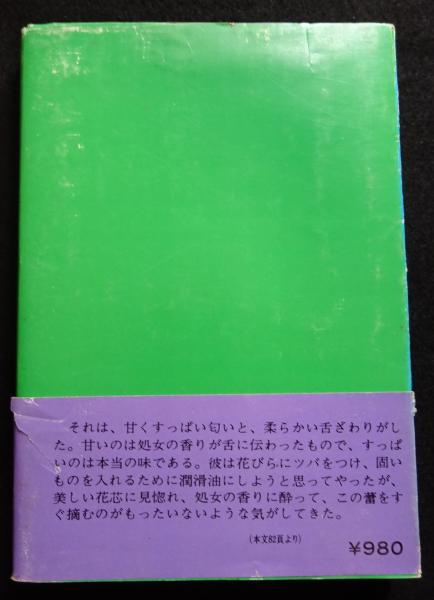 それは、甘くすっぱい匂いと、柔らかい舌ざわりがし
た。甘いのは処女の香りが舌に伝わったもので、すっぱ
いのは本当の味である。彼は花びらにツバをつけ、固い
ものを入れるために潤滑油にしようと思ってやったが、
美しい花芯に見惚れ、処女の香りに酔って、この蕾をす
ぐ摘むのがもったいないような気がしてきた。
（本文82頁より）
¥980